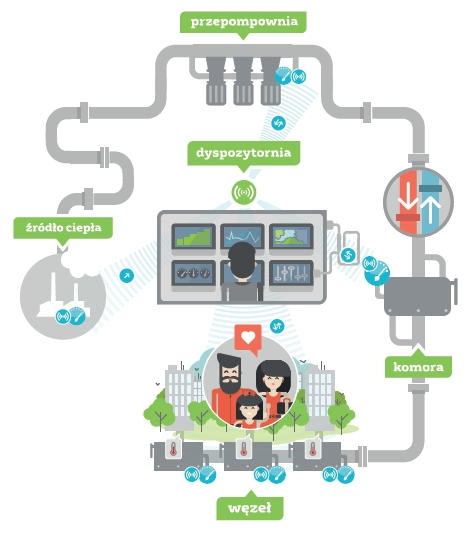 przepompownia
dyspozytornia
źródło ciepła
komora
węzeł